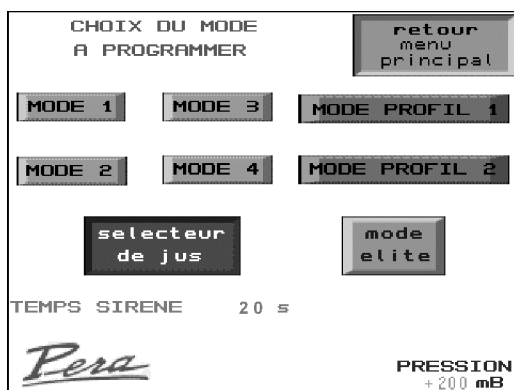 CHOIX DU MODE
A PROGRAMMER
retour
menu
principal
MODE 1
MODE 3
MODE PROFIL 1
MODE 2
MODE 4
MODE PROFIL 2
selecteur
de jus
mode
elite
TEMPS SIRENE 20 s
Pera
PRESSION
+200 mB